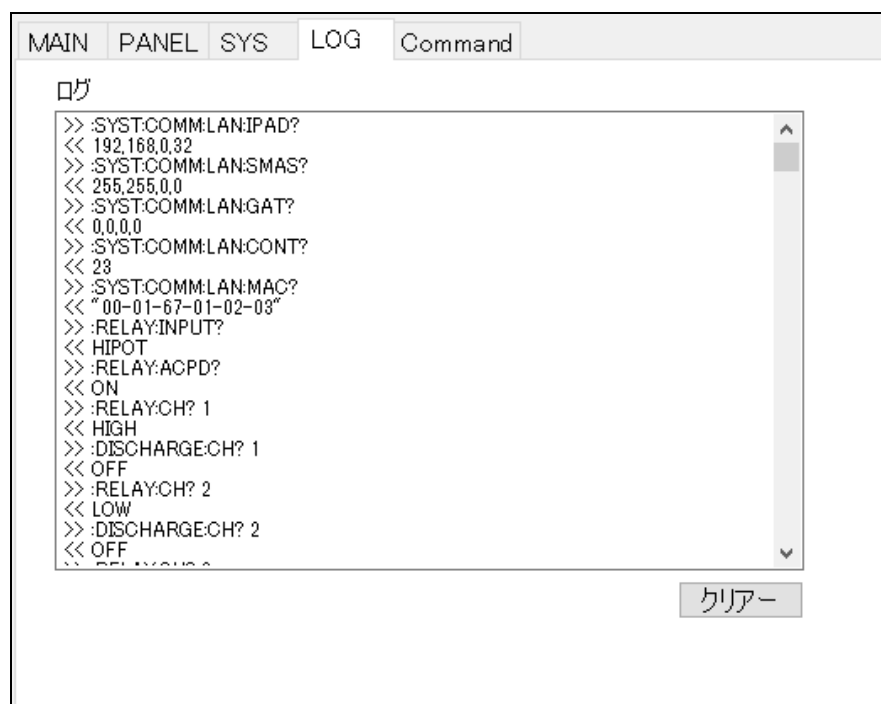 MAIN PANEL SYS LOG Command
ログ
>> :SYST:COMM:LAN:IPAD?
<< 192,168,0,32
>> :SYST:COMM:LAN:SMAS?
<< 255,255,0,0
>> :SYST:COMM:LAN:GAT?
<< 0,0,0,0
>> :SYST:COMM:LAN:CONT?
<< 23
>> :SYST:COMM:LAN:MAC?
<< "00-01-67-01-02-03"
>> :RELAY:INPUT?
<< HIPOT
>> :RELAY:ACPD?
<< ON
>> :RELAY:CH? 1
<< HIGH
>> :DISCHARGE:CH? 1
<< OFF
>> :RELAY:CH? 2
<< LOW
>> :DISCHARGE:CH? 2
<< OFF
クリアー